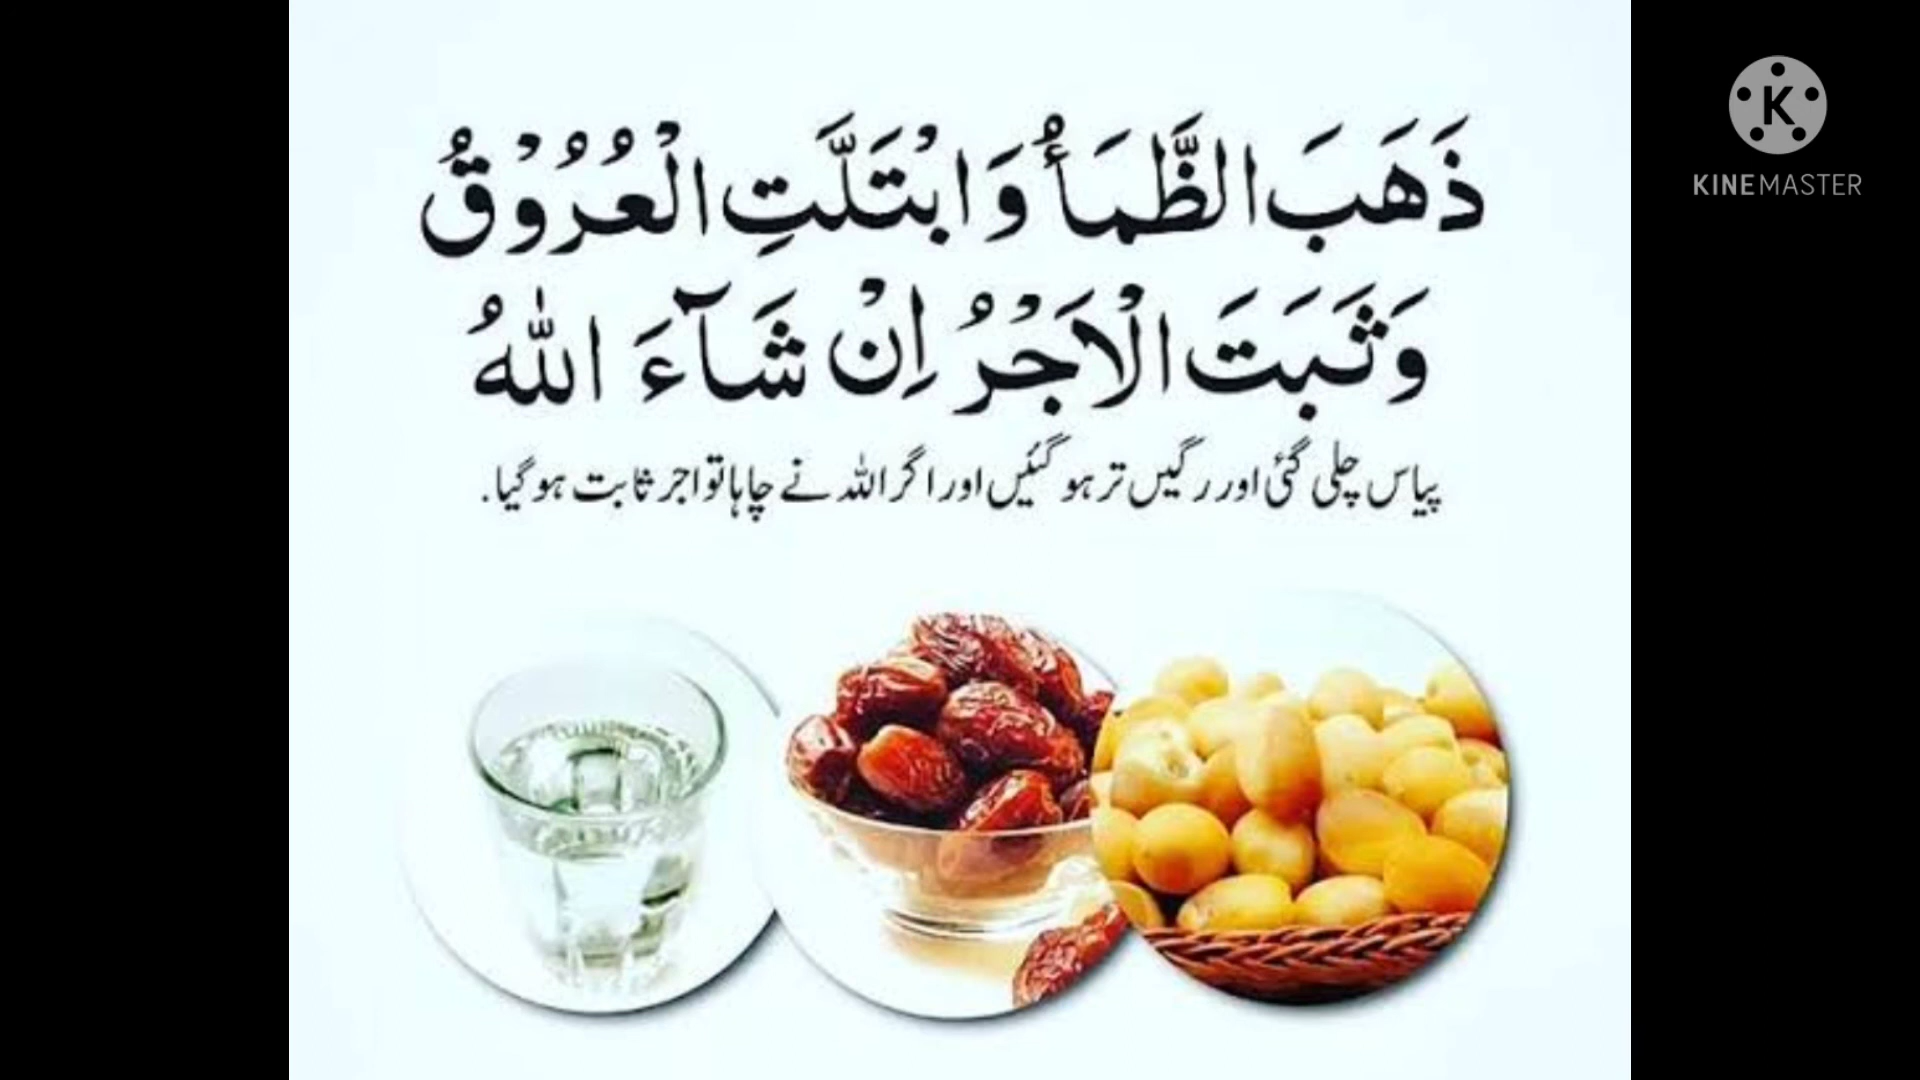 ذَهَبَ الظَّمَأُ وَابْتَلَّتِ الْعُرُوْقُ
وَثَبَتَ الْاَجْرُ اِنْ شَآءَ اللّٰهُ
پیاس چلی گئی اور رگیں تر ہو گئیں اور اگر اللہ نے چاہا تو اجر ثابت ہو گیا.
K
KINEMASTER